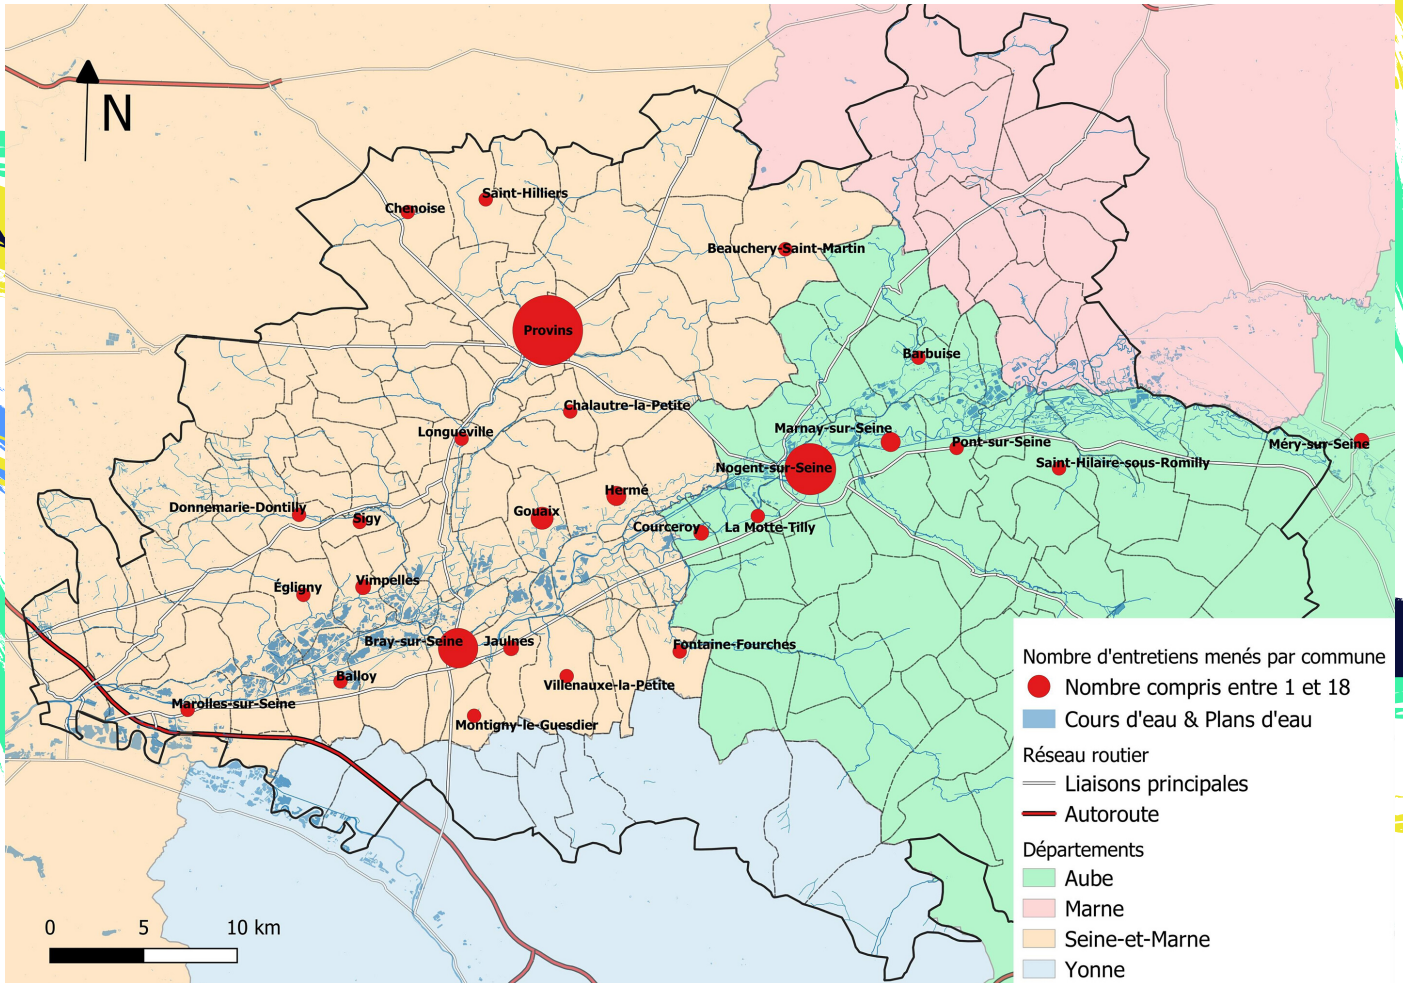 N
Saint-Hilliers
Chenoise
Beauchery-Saint-Martin
Provins
Barbuise
Chalautre-la-Petite
Longueville
Marnay-sur-Seine
Pont-sur-Seine
Méry-sur-Seine
Nogent-sur-Seine
Saint-Hilaire-sous-Romilly
Hermé
Donnemarie-Dontilly
Sigy
Gouaix
Courceroy
La Motte-Tilly
Égligny
Vimpelles
Bray-sur-Seine
Jaulnes
Fontaine-Fourches
Balloy
Villenauxe-la-Petite
Marolles-sur-Seine
Montigny-le-Guesdier
Nombre d'entretiens menés par commune
Nombre compris entre 1 et 18
Cours d'eau & Plans d'eau
Réseau routier
Liaisons principales
Autoroute
Départements
Aube
Marne
Seine-et-Marne
Yonne
0 5 10 km